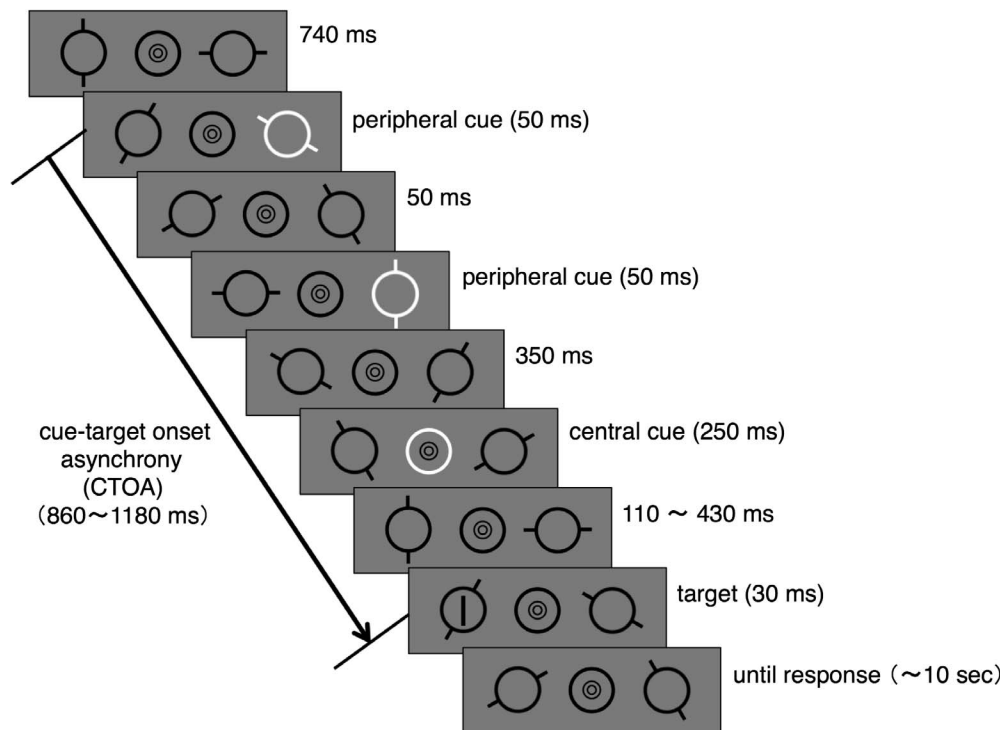 740 ms
peripheral cue (50 ms)
50 ms
peripheral cue (50 ms)
350 ms
central cue (250 ms)
cue-target onset
asynchrony
(CTOA)
(860～1180 ms)
110 ～ 430 ms
target (30 ms)
until response (～10 sec)